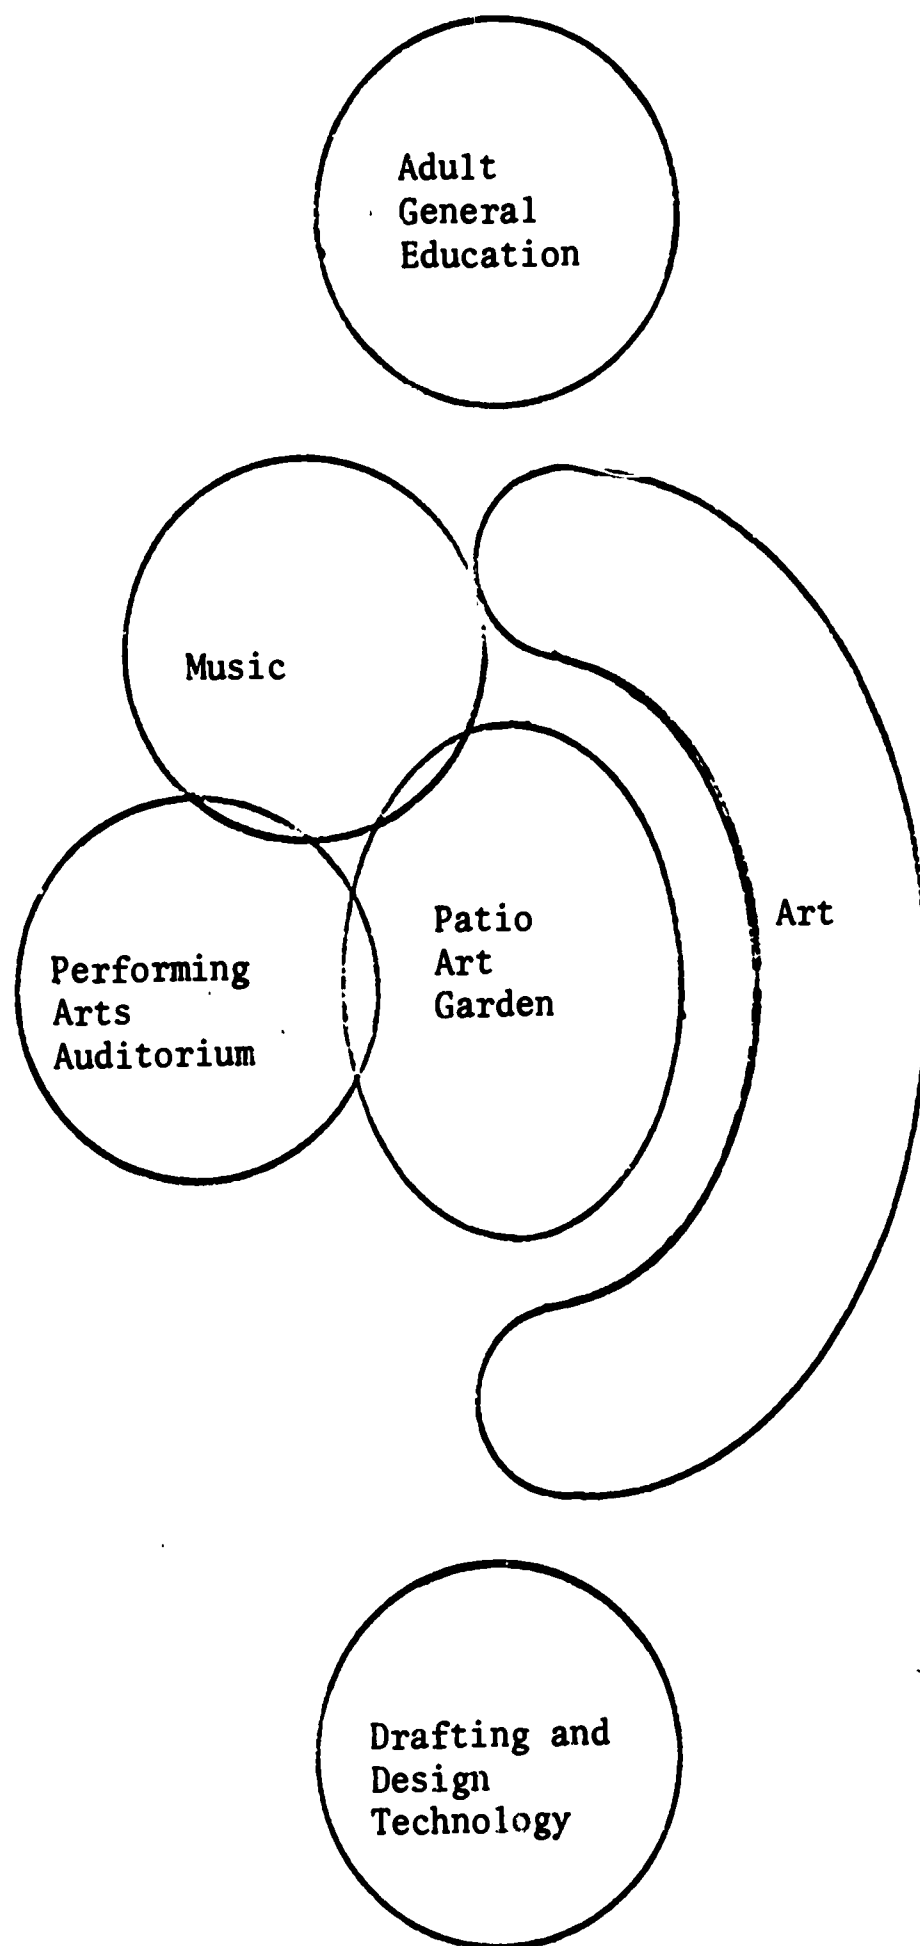 Adult
General
Education
Music
Patio
Art
Garden
Art
Performing
Arts
Auditorium
Drafting and
Design
Technology